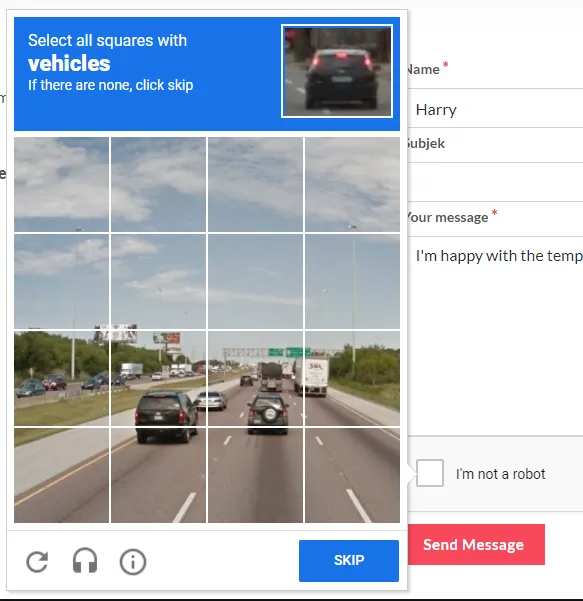 Select all squares with
vehicles
If there are none, click skip
SKIP
Name *
Harry
Subjek
Your message *
I'm happy with the temp
I'm not a robot
Send Message